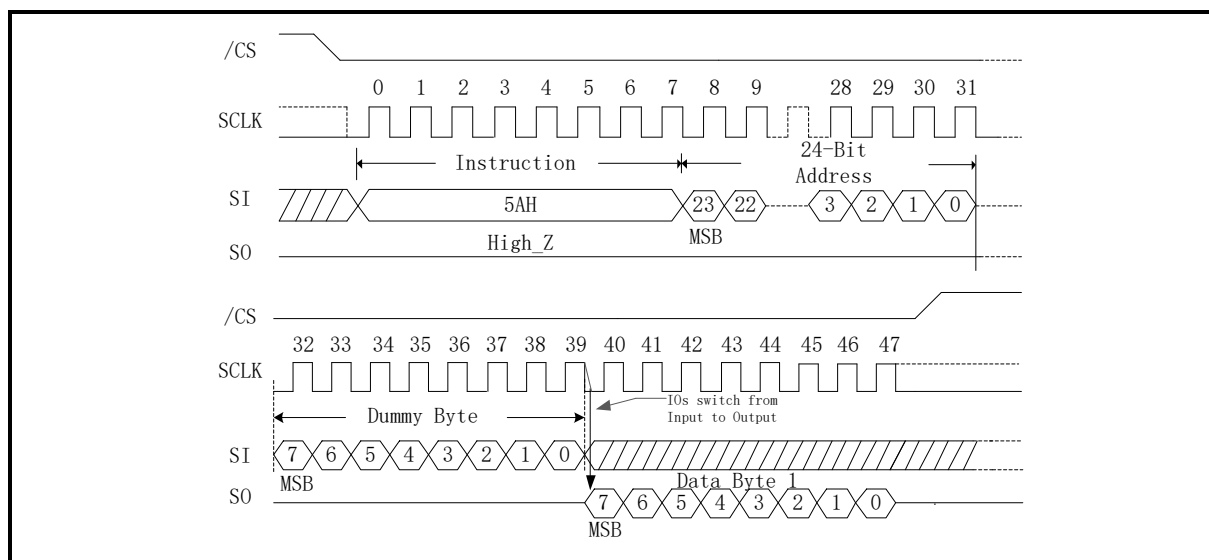 /CS
0 1 2 3 4 5 6 7 8 9 28 29 30 31
SCLK
Instruction
24-Bit
Address
SI
5AH
23 22 3 2 1 0
High_Z
MSB
SO
/CS
32 33 34 35 36 37 38 39 40 41 42 43 44 45 46 47
SCLK
IOs switch from
Input to Output
Dummy Byte
SI
7 6 5 4 3 2 1 0
MSB
Data Byte 1
SO
7 6 5 4 3 2 1 0
MSB